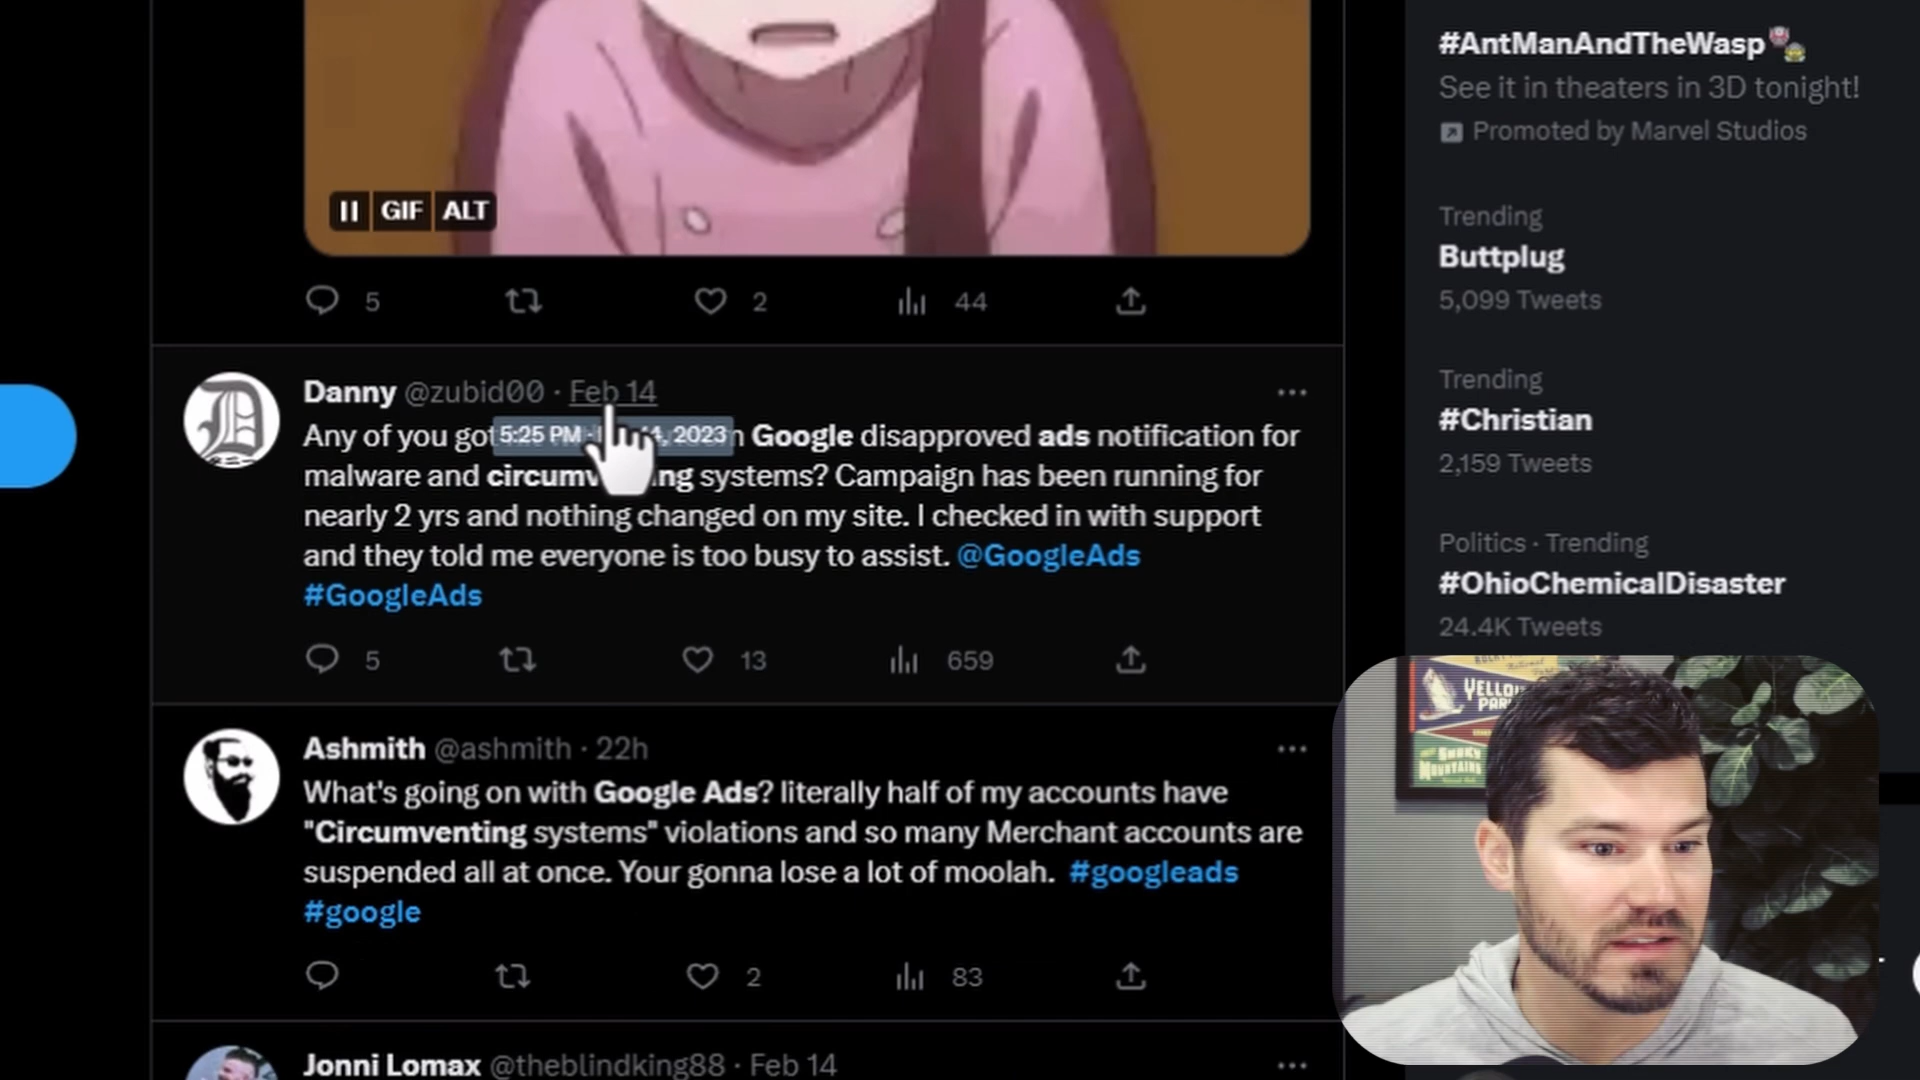 #AntManAndTheWasp
See it in theaters in 3D tonight!
Promoted by Marvel Studios
Trending
Buttplug
5,099 Tweets
Trending
#Christian
2,159 Tweets
Politics · Trending
#OhioChemicalDisaster
24.4K Tweets
GIF ALT
5 2 44
Danny @zubid00 · Feb 14
5:25 PM 2023
Any of you got Google disapproved ads notification for
malware and systems? Campaign has been running for
nearly 2 yrs and nothing changed on my site. I checked in with support
and they told me everyone is too busy to assist. @GoogleAds
#GoogleAds
5 13 659
Ashmith @ashmith · 22h
What's going on with Google Ads? literally half of my accounts have
"Circumventing systems" violations and so many Merchant accounts are
suspended all at once. Your gonna lose a lot of moolah. #googleads
#google
2 83
Jonni Lomax @theblindking88 · Feb 14